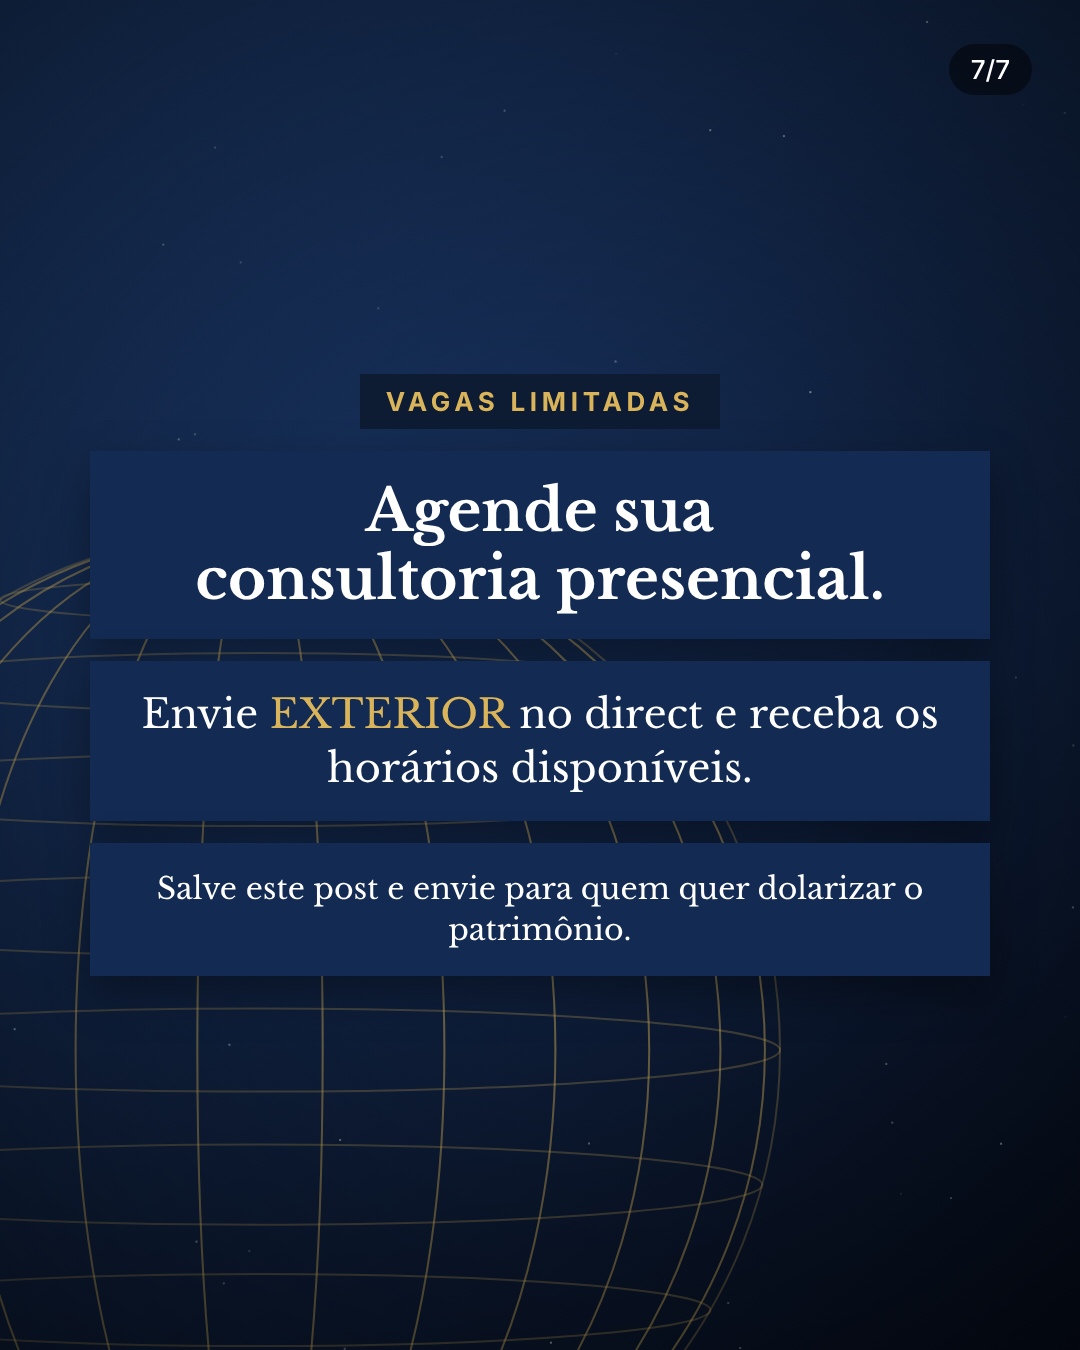 7/7
VAGAS LIMITADAS
Agende sua
consultoria presencial.
Envie EXTERIOR no direct e receba os
horários disponíveis.
Salve este post e envie para quem quer dolarizar o
patrimônio.